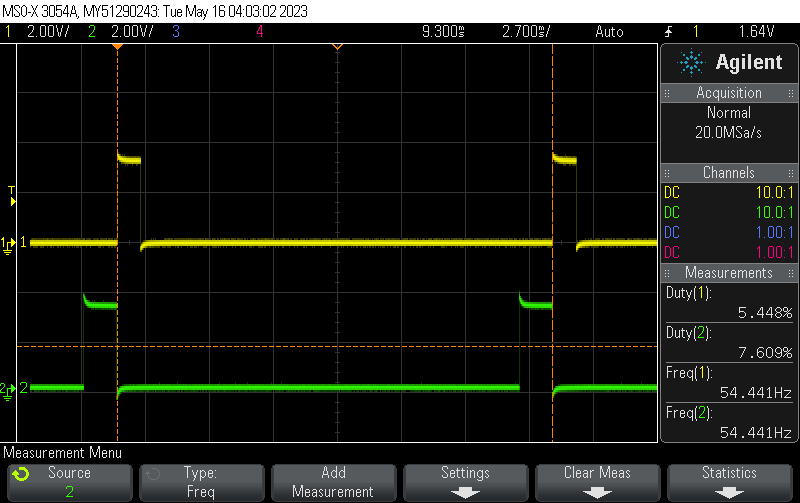 MSO-X 3054A, MY51290243: Tue May 16 04:03:02 2023
1 2.00V/ 2 2.00V/ 3 4 9.300s 2.700s/ Auto 1 1.64V
Agilent
Acquisition
Normal
20.0MSa/s
Channels
DC 10.0:1
DC 10.0:1
DC 1.00:1
DC 1.00:1
Measurements
Duty(1):
5.448%
Duty(2):
7.609%
Freq(1):
54.441Hz
Freq(2):
54.441Hz
T
1 1
2 2
Measurement Menu
Source
2
Type:
Freq
Add
Measurement
Settings
Clear Meas
Statistics